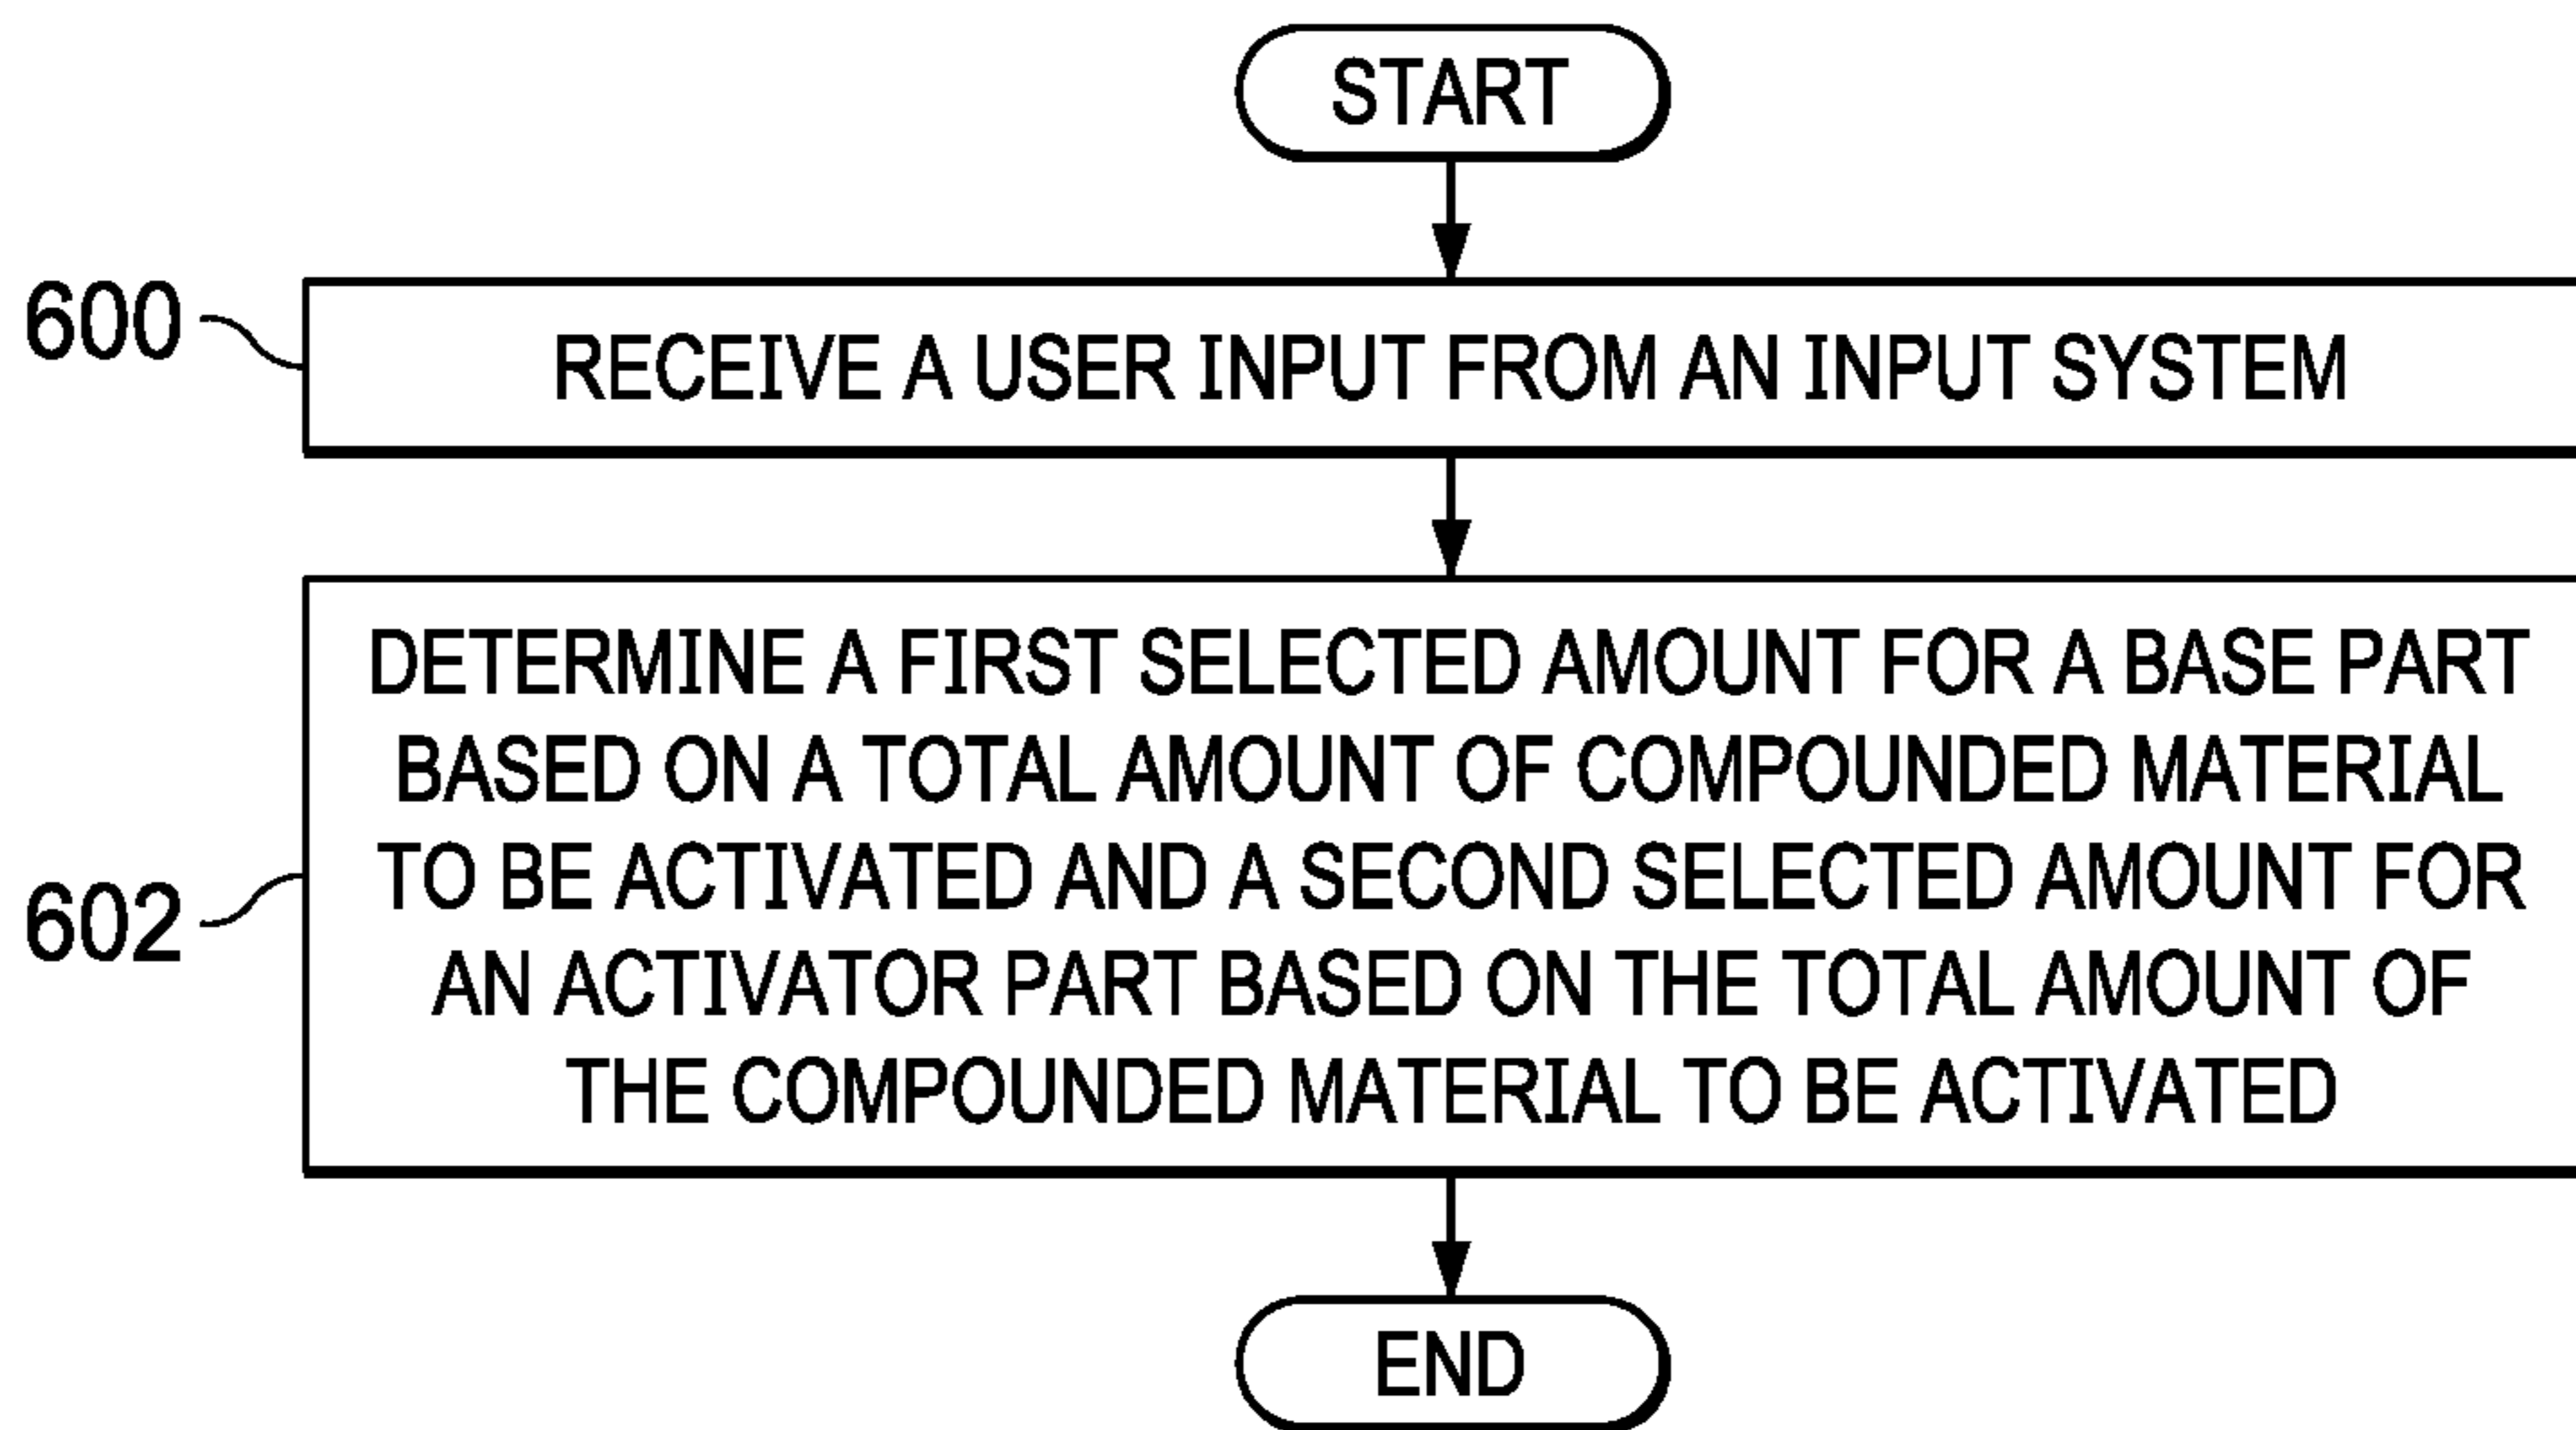 START
600
RECEIVE A USER INPUT FROM AN INPUT SYSTEM
602
DETERMINE A FIRST SELECTED AMOUNT FOR A BASE PART
BASED ON A TOTAL AMOUNT OF COMPOUNDED MATERIAL
TO BE ACTIVATED AND A SECOND SELECTED AMOUNT FOR
AN ACTIVATOR PART BASED ON THE TOTAL AMOUNT OF
THE COMPOUNDED MATERIAL TO BE ACTIVATED
END